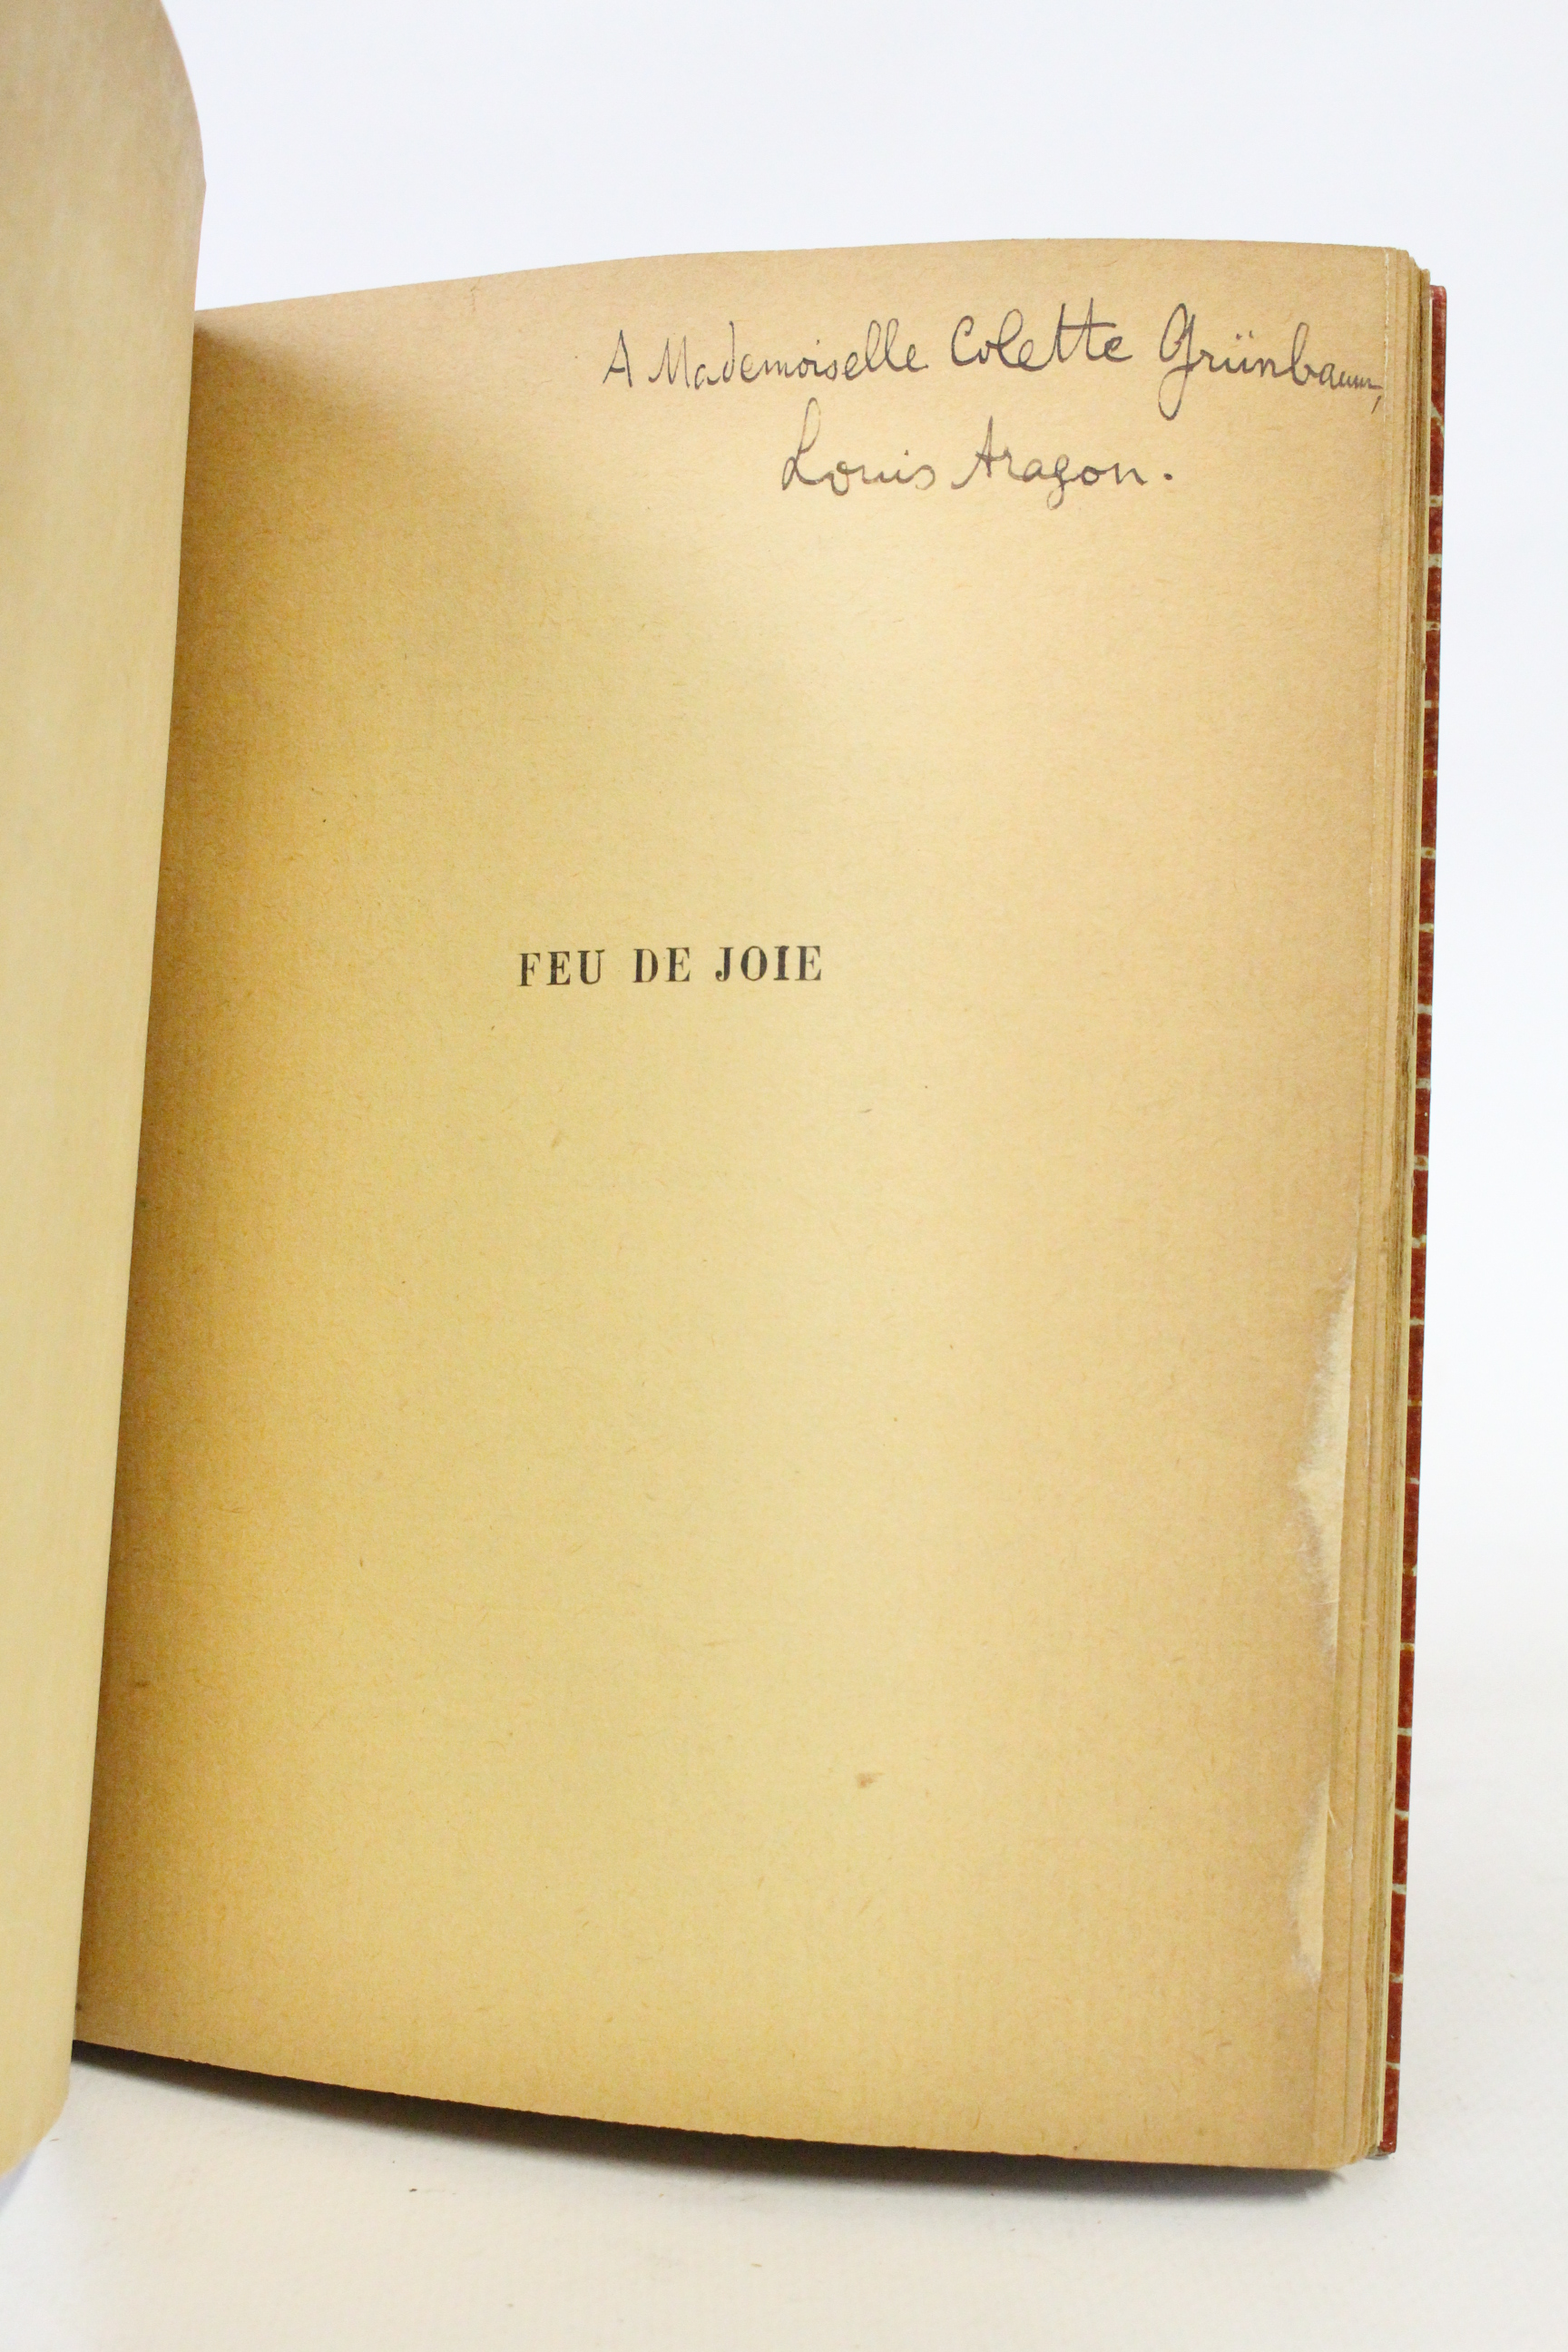 A Mademoiselle Colette Grünbaum,
Louis Aragon.
FEU DE JOIE